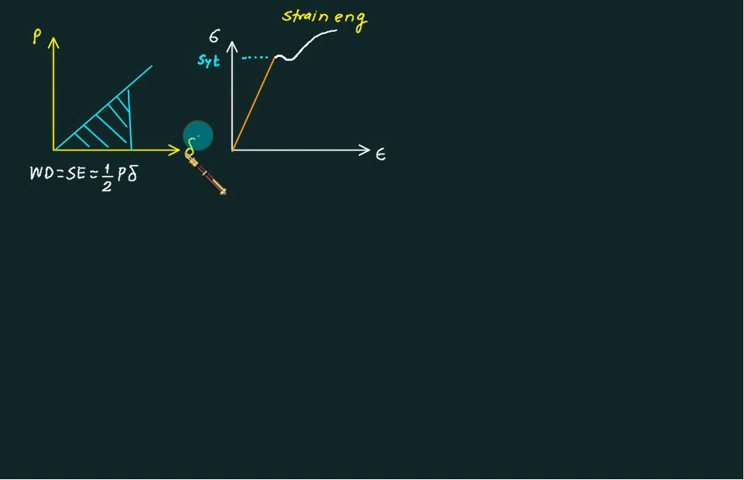 strain eng
P
σ
Syt
δ
ϵ
WD=SE=1/2 Pδ